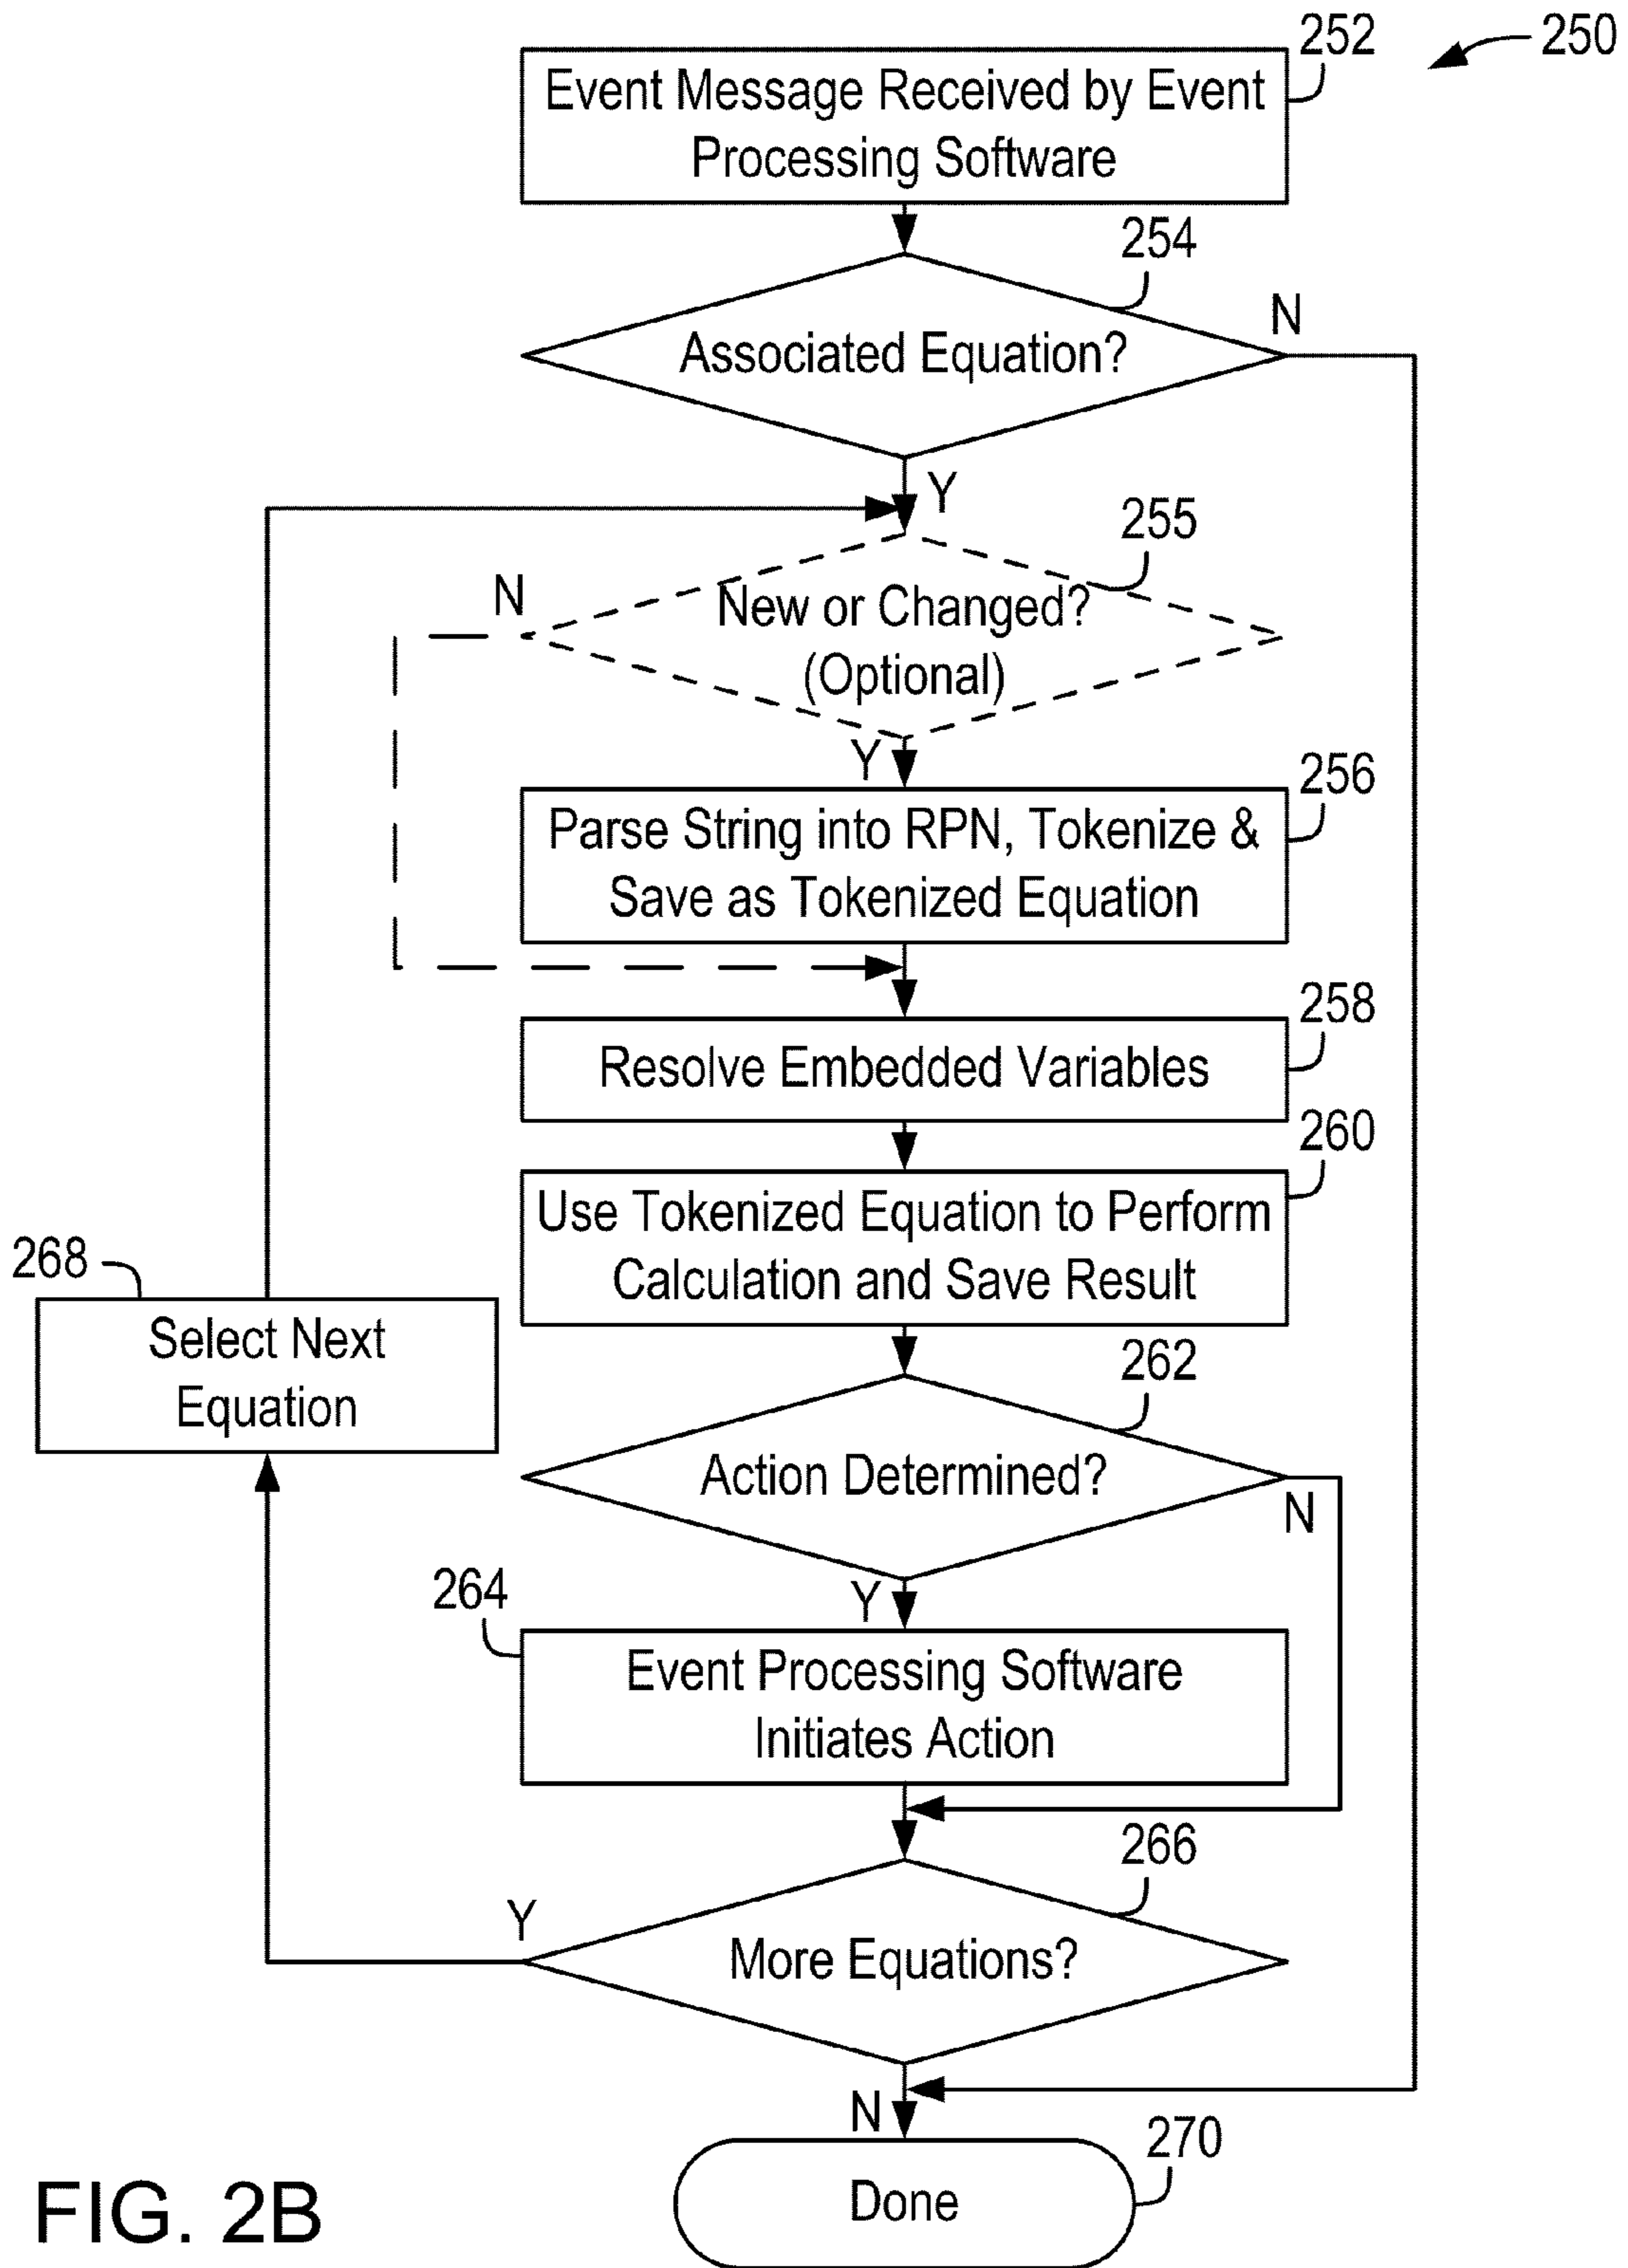 252
250
Event Message Received by Event
Processing Software
254
N
Associated Equation?
Y
255
N
New or Changed?
(Optional)
Y
256
Parse String into RPN, Tokenize &
Save as Tokenized Equation
258
Resolve Embedded Variables
260
Use Tokenized Equation to Perform
Calculation and Save Result
268
Select Next
Equation
262
Action Determined?
N
264
Y
Event Processing Software
Initiates Action
266
Y
More Equations?
N
270
Done
FIG. 2B